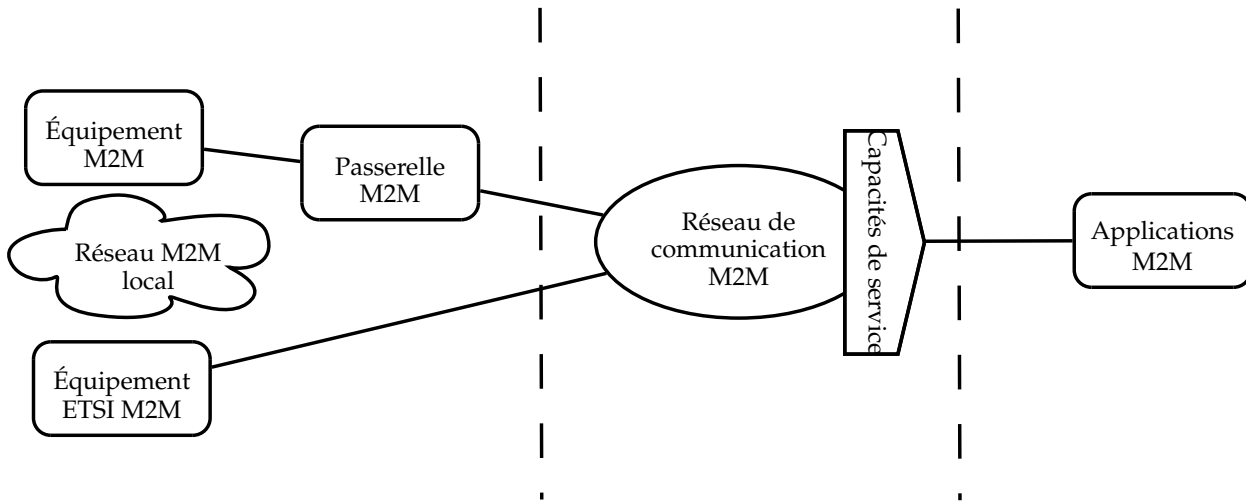 Équipement
M2M
Passerelle
M2M
Réseau M2M
local
Équipement
ETSI M2M
Réseau de
communication
M2M
Capacités de service
Applications
M2M